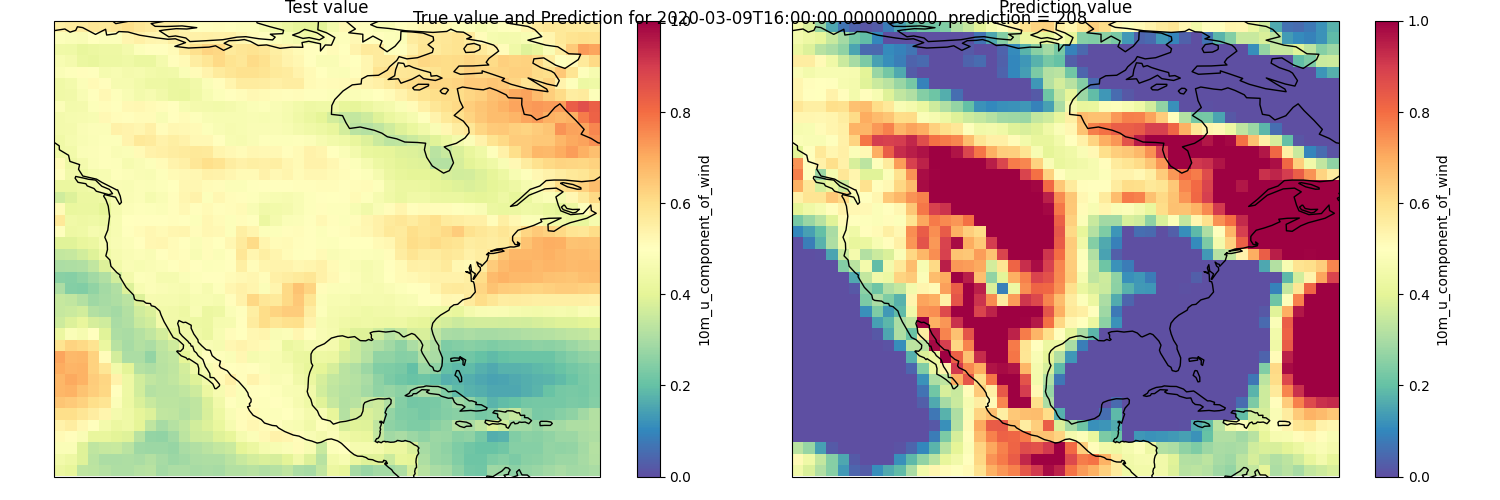 Test value
True value and Prediction for 2020-03-09T16:00:00.000000000, prediction = 208
Prediction value
1.0
0.8
0.6
0.4
0.2
0.0
10m_u_component_of_wind
1.0
0.8
0.6
0.4
0.2
0.0
10m_u_component_of_wind